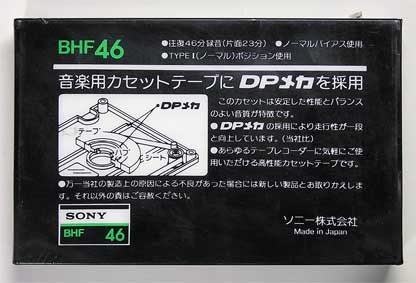 BHF46
●往復46分録音(片面23分) ●ノーマルバイアス使用
●TYPE I(ノーマル)ポジション使用
音楽用カセットテープに DPメカを採用
DPメカ
テープ
シート
このカセットは安定した性能とバランス
のよい音質が特徴です。
●DPメカの採用により走行性が一段
と向上しています。(当社比)
●あらゆるテープレコーダーに気軽にご使
用いただける高性能カセットテープです。
●万一当社の製造上の原因による不良があった場合には新しい製品とお取りかえしま
す。それ以外の責はご容赦ください。
SONY
BHF 46
ソニー株式会社
Made in Japan